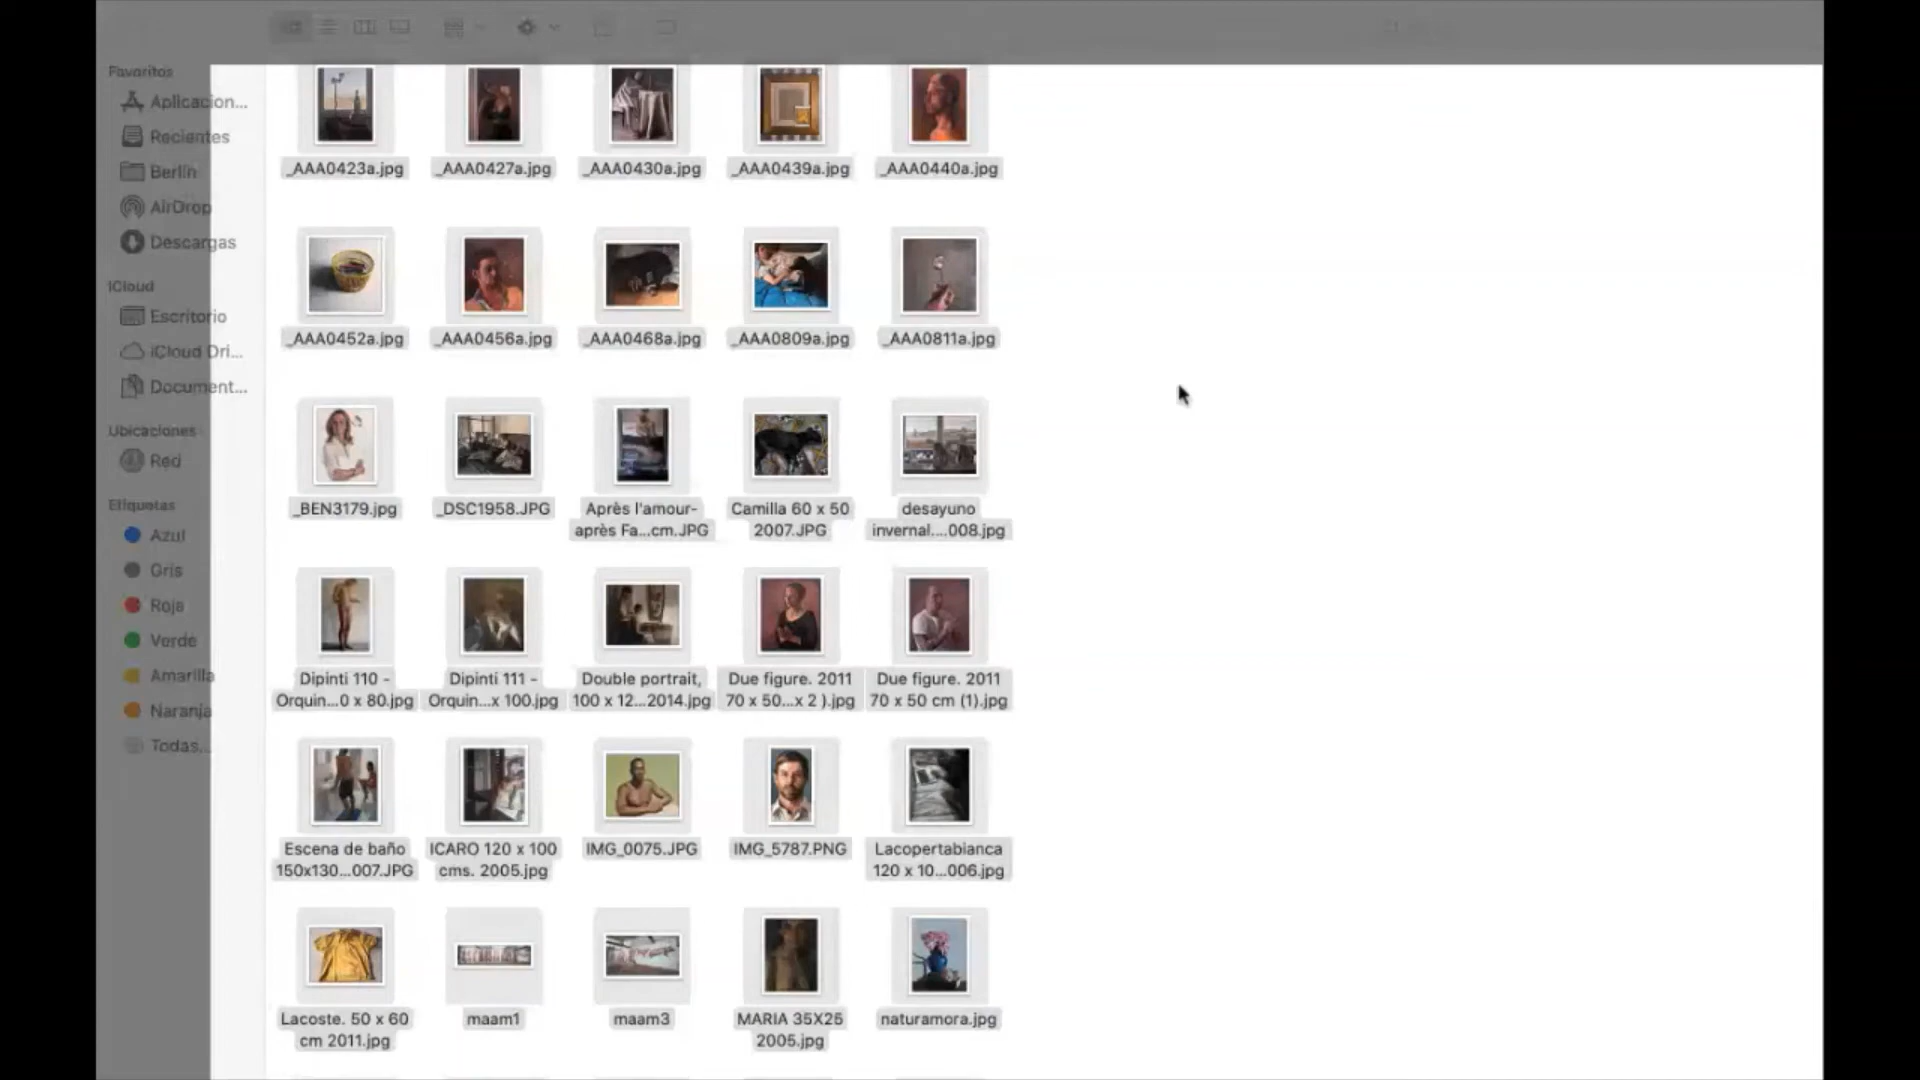 Favoritos
Aplicacion...
Recientes
Berlín
AirDrop
Descargas
iCloud
Escritorio
iCloud Dri...
Document...
Ubicaciones
Red
Etiquetas
Azul
Gris
Roja
Verde
Amarilla
Naranja
Todas...
_AAA0423a.jpg
_AAA0427a.jpg
_AAA0430a.jpg
_AAA0439a.jpg
_AAA0440a.jpg
_AAA0452a.jpg
_AAA0456a.jpg
_AAA0468a.jpg
_AAA0809a.jpg
_AAA0811a.jpg
_BEN3179.jpg
_DSC1958.JPG
Après l'amour-
après Fa...cm.JPG
Camilla 60 x 50
2007.JPG
desayuno
invernal....008.jpg
Dipinti 110 -
Orquin...0 x 80.jpg
Dipinti 111 -
Orquin...x 100.jpg
Double portrait,
100 x 12...2014.jpg
Due figure. 2011
70 x 50...x 2 ).jpg
Due figure. 2011
70 x 50 cm (1).jpg
Escena de baño
150x130...007.JPG
ICARO 120 x 100
cms. 2005.jpg
IMG_0075.JPG
IMG_5787.PNG
Lacopertabianca
120 x 10...006.jpg
Lacoste. 50 x 60
cm 2011.jpg
maam1
maam3
MARIA 35X25
2005.jpg
naturamora.jpg